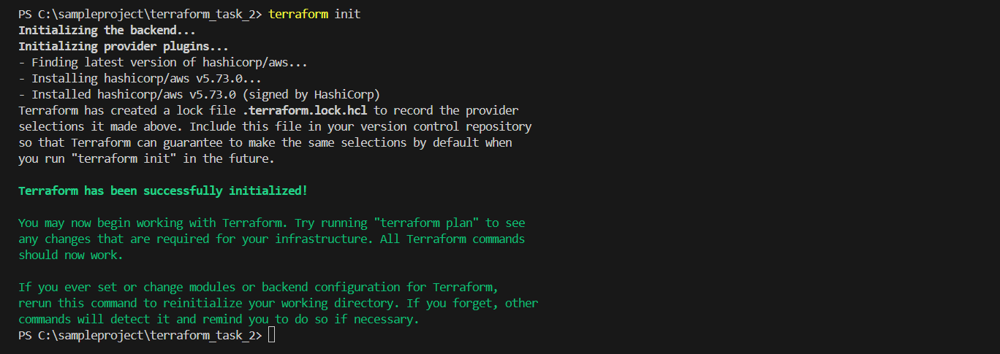 PS C:\sampleproject\terraform_task_2> terraform init
Initializing the backend...
Initializing provider plugins...
- Finding latest version of hashicorp/aws...
- Installing hashicorp/aws v5.73.0...
- Installed hashicorp/aws v5.73.0 (signed by HashiCorp)
Terraform has created a lock file .terraform.lock.hcl to record the provider
selections it made above. Include this file in your version control repository
so that Terraform can guarantee to make the same selections by default when
you run "terraform init" in the future.
Terraform has been successfully initialized!
You may now begin working with Terraform. Try running "terraform plan" to see
any changes that are required for your infrastructure. All Terraform commands
should now work.
If you ever set or change modules or backend configuration for Terraform,
rerun this command to reinitialize your working directory. If you forget, other
commands will detect it and remind you to do so if necessary.
PS C:\sampleproject\terraform_task_2>